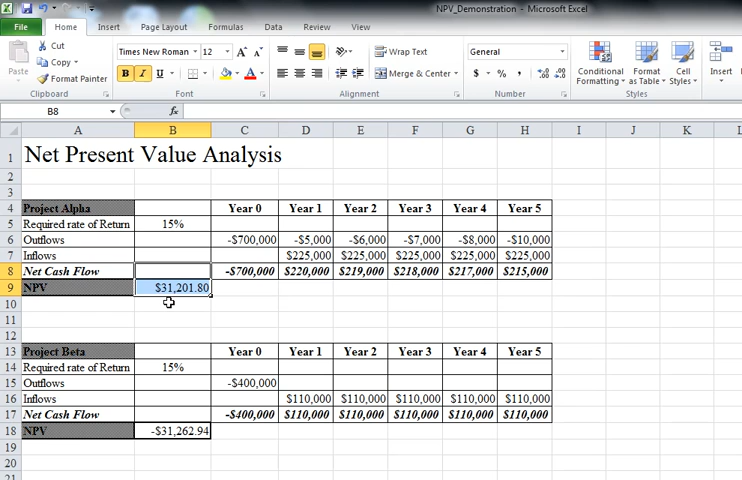 NPV_Demonstration - Microsoft Excel
File Home Insert Page Layout Formulas Data Review View
Cut
Copy
Format Painter
Paste
Clipboard
Times New Roman 12 A A
B I U A
Font
Wrap Text
Merge & Center
Alignment
General
$ % , .0 .00 .00 .0
Number
Conditional Formatting
Format as Table
Cell Styles
Styles
Insert
B8 fx
A B C D E F G H I J K L
1 Net Present Value Analysis
2
3
4 Project Alpha Year 0 Year 1 Year 2 Year 3 Year 4 Year 5
5 Required rate of Return 15%
6 Outflows -$700,000 -$5,000 -$6,000 -$7,000 -$8,000 -$10,000
7 Inflows $225,000 $225,000 $225,000 $225,000 $225,000
8 Net Cash Flow -$700,000 $220,000 $219,000 $218,000 $217,000 $215,000
9 NPV $31,201.80
10
11
12
13 Project Beta Year 0 Year 1 Year 2 Year 3 Year 4 Year 5
14 Required rate of Return 15%
15 Outflows -$400,000
16 Inflows $110,000 $110,000 $110,000 $110,000 $110,000
17 Net Cash Flow -$400,000 $110,000 $110,000 $110,000 $110,000 $110,000
18 NPV -$31,262.94
19
20
21